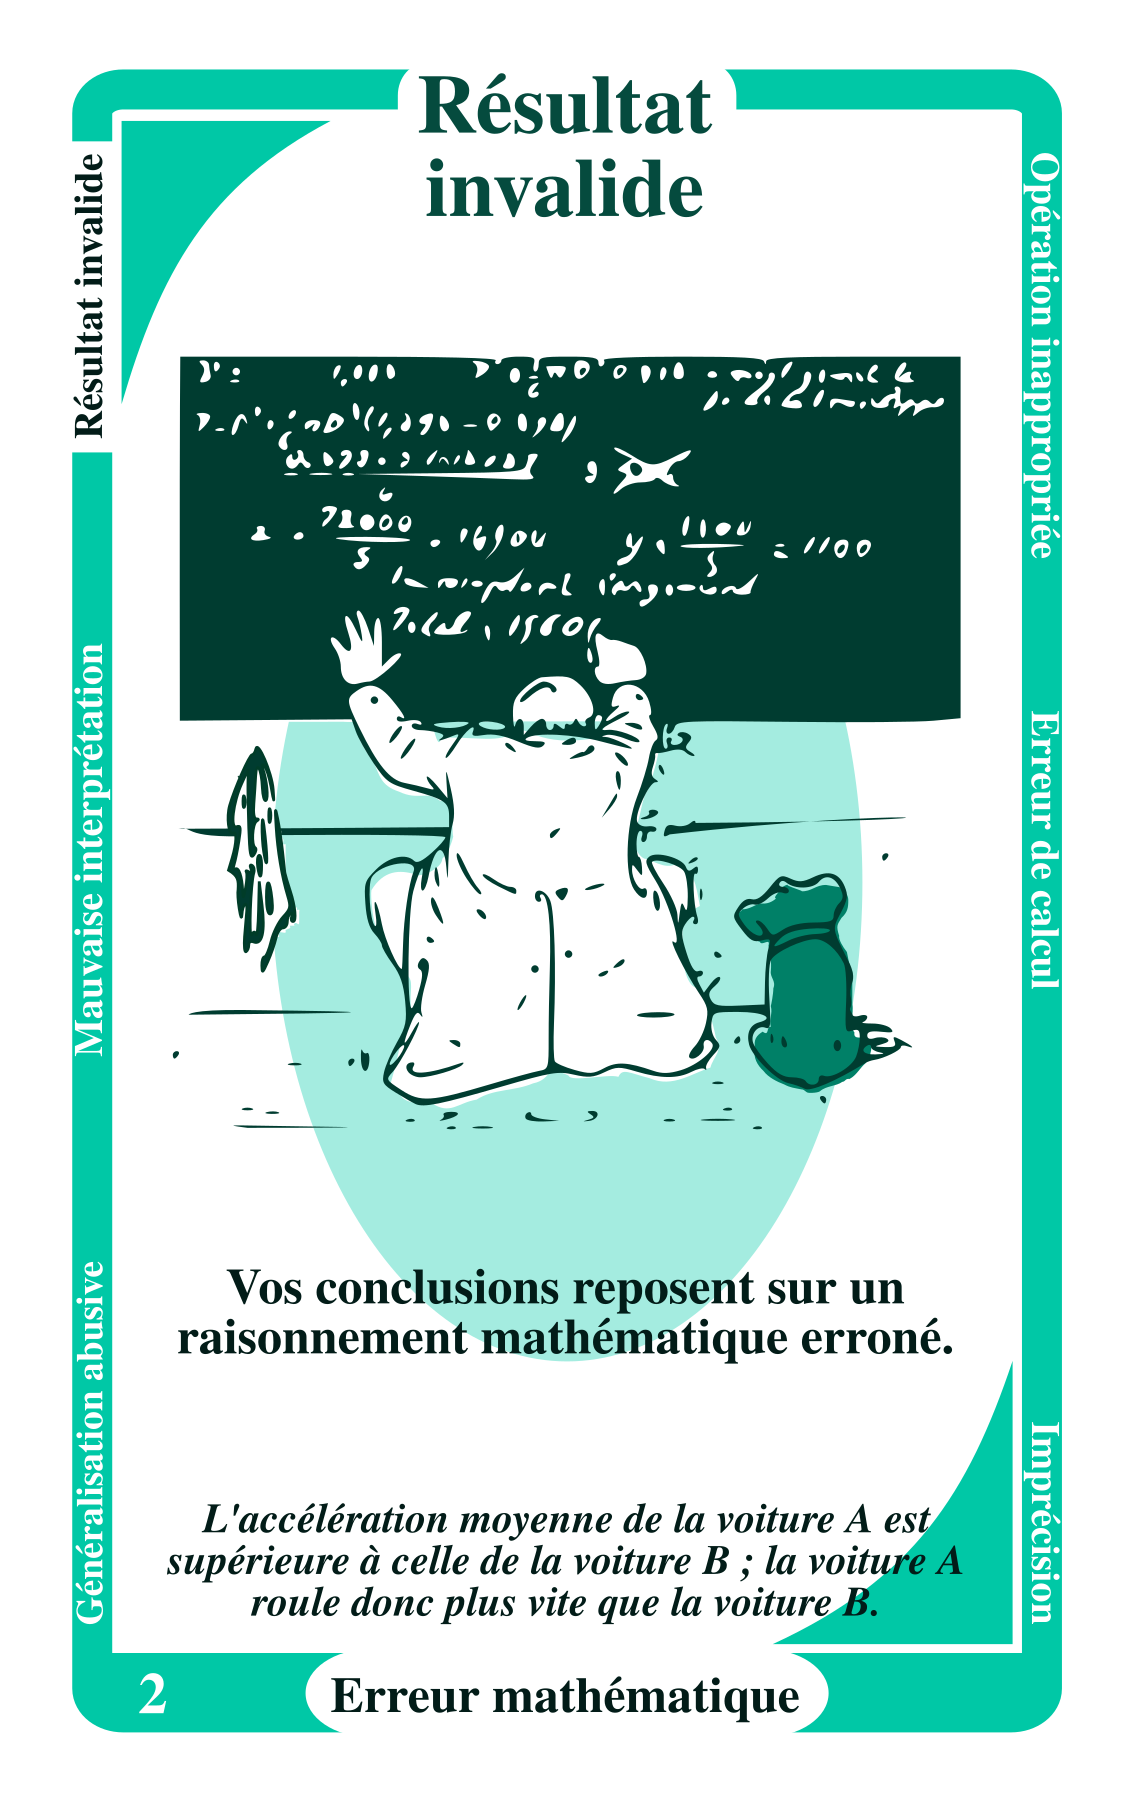 Résultat
invalide
Résultat invalide
Mauvaise interprétation
Généralisation abusive
Opération inappropriée
Erreur de calcul
Imprécision
= 1100
Vos conclusions reposent sur un
raisonnement mathématique erroné.
L'accélération moyenne de la voiture A est
supérieure à celle de la voiture B ; la voiture A
roule donc plus vite que la voiture B.
2
Erreur mathématique